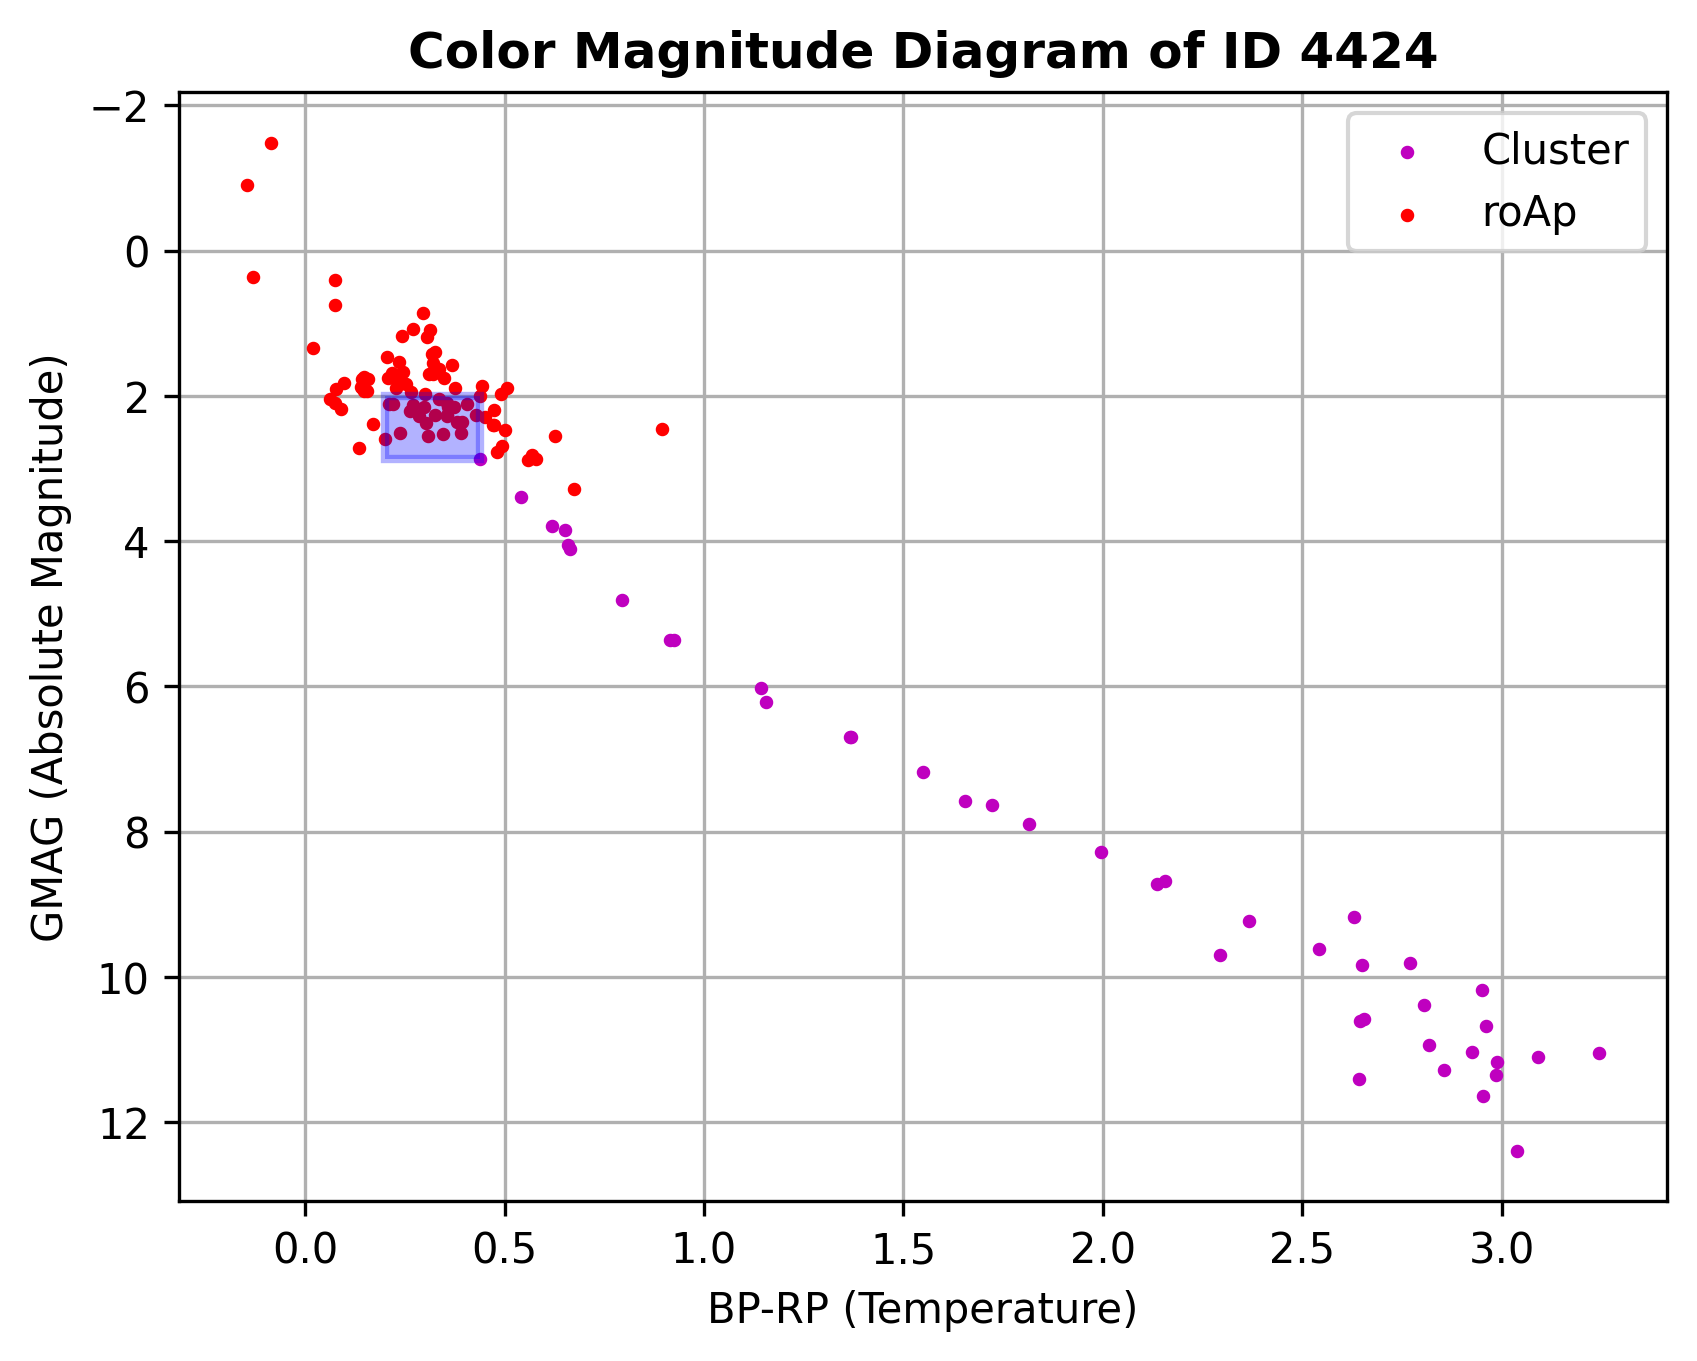 Color Magnitude Diagram of ID 4424
Cluster
roAp
GMAG (Absolute Magnitude)
−2
0
2
4
6
8
10
12
0.0 0.5 1.0 1.5 2.0 2.5 3.0
BP-RP (Temperature)